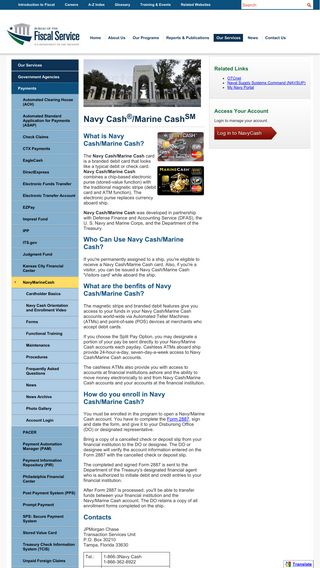 Introduction to Fiscal
Careers
A-Z Index
Glossary
Training & Events
Related Websites
BUREAU OF THE
Fiscal Service
U.S. DEPARTMENT OF THE TREASURY
Home
About Us
Our Programs
Reports & Publications
Our Services
News
Contact Us
Our Services
Government Agencies
Payments
Automated Clearing House
(ACH)
Automated Standard
Application for Payments
(ASAP)
Check Claims
CTX Payments
EagleCash
DirectExpress
Electronic Funds Transfer
Electronic Transfer Account
EZPay
Imprest Fund
IPP
ITS.gov
Judgment Fund
Kansas City Financial
Center
NavyMarineCash
Cardholder Basics
Navy Cash Orientation
and Enrollment Video
Forms
Functional Training
Maintenance
Procedures
Frequently Asked
Questions
News
News Archive
Photo Gallery
Account Login
PACER
Payment Automation
Manager (PAM)
Payment Information
Repository (PIR)
Philadelphia Financial
Center
Post Payment System (PPS)
Prompt Payment
SPS: Secure Payment
System
Stored Value Card
Treasury Check Information
System (TCIS)
Unpaid Foreign Claims
Navy Cash®/Marine CashSM
What is Navy
Cash/Marine Cash?
The Navy Cash/Marine Cash card
is a branded debit card that looks
like a typical debit or check card.
Navy Cash/Marine Cash
combines a chip-based electronic
purse (stored-value function) with
the traditional magnetic stripe (debit
card and ATM function). The
electronic purse replaces currency
aboard ship.
NAVYCASH
MARINECASH
Navy Cash/Marine Cash was developed in partnership
with Defense Finance and Accounting Service (DFAS), the
U. S. Navy and Marine Corps, and the Department of the
Treasury.
Who Can Use Navy Cash/Marine
Cash?
If you're permanently assigned to a ship, you're eligible to
receive a Navy Cash/Marine Cash card. Also, if you're a
visitor, you can be issued a Navy Cash/Marine Cash
'Visitors card' while aboard the ship.
What are the benefits of Navy
Cash/Marine Cash?
The magnetic stripe and branded debit features give you
access to your funds in your Navy Cash/Marine Cash
accounts world-wide via Automated Teller Machines
(ATMs) and point-of-sale (POS) devices at merchants who
accept debit cards.
If you choose the Split Pay Option, you may designate a
portion of your pay be sent directly to your Navy/Marine
Cash accounts each payday. Cashless ATMs aboard ship
provide 24-hour-a-day, seven-day-a-week access to Navy
Cash/Marine Cash accounts.
The cashless ATMs also provide you with access to
accounts at financial institutions ashore and the ability to
move money electronically to and from Navy Cash/Marine
Cash accounts and your accounts at the financial institution.
How do you enroll in Navy
Cash/Marine Cash?
You must be enrolled in the program to open a Navy/Marine
Cash account. You have to complete the Form 2887, sign
and date the form, and give it to your Disbursing Office
(DO) or designated representative.
Bring a copy of a cancelled check or deposit slip from your
financial institution to the DO or designee. The DO or
designee will verify the account information entered on the
Form 2887 with the cancelled check or deposit slip.
The completed and signed Form 2887 is sent to the
Department of the Treasury's designated financial agent
who is authorized to initiate debit and credit entries to your
financial institution.
After Form 2887 is processed, you'll be able to transfer
funds between your financial institution and the
Navy/Marine Cash account. The DO retains a copy of all
enrollment forms completed on the ship.
Contacts
JPMorgan Chase
Transaction Services Unit
P.O. Box 30210
Tampa, Florida 33630
Tel.:
1-866-3Navy Cash
1-866-362-8922
Related Links
OTCnet
Naval Supply Systems Command (NAVSUP)
My Navy Portal
Access Your Account
Login to manage your account.
Log in to NavyCash
Translate